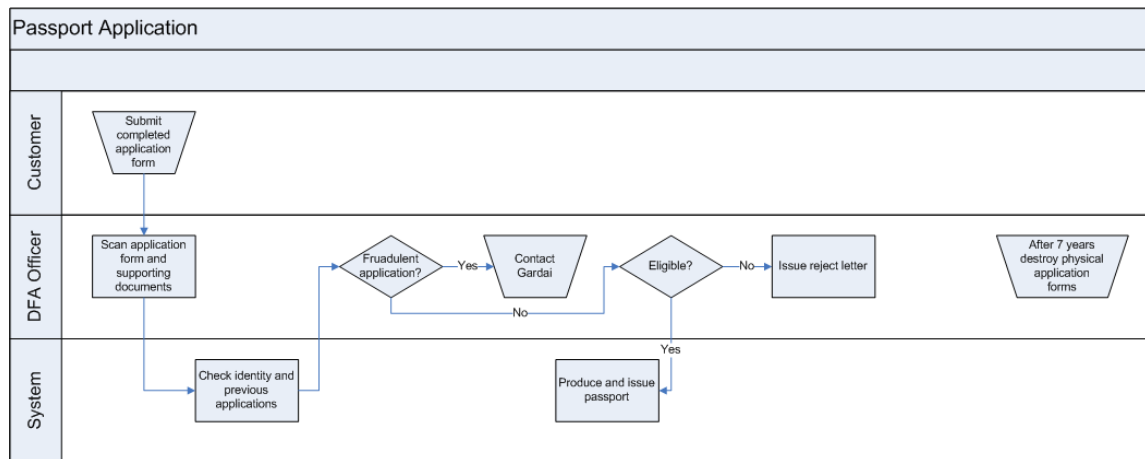 Passport Application
Customer
Submit
completed
application
form
DFA Officer
Scan application
form and
supporting
documents
Fruadulent
application?
Yes
Contact
Gardai
No
Eligible?
No
Issue reject letter
After 7 years
destroy physical
application
forms
Yes
System
Check identity and
previous
applications
Produce and issue
passport